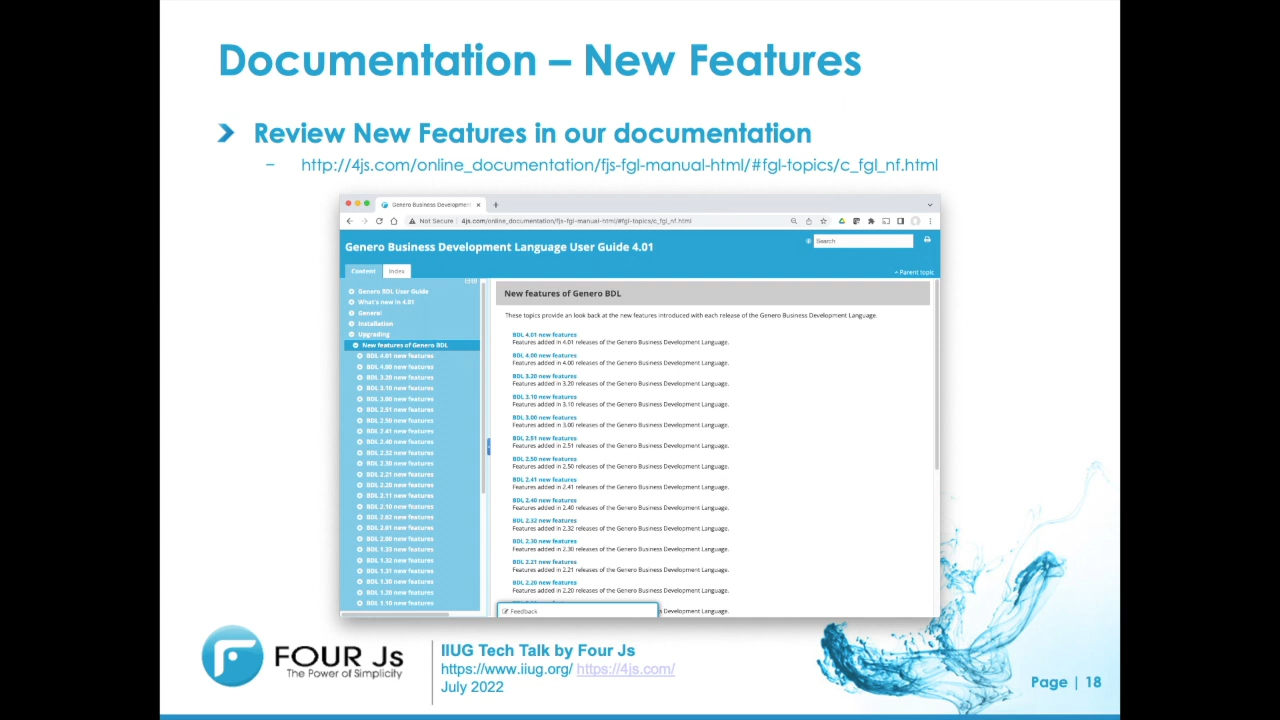 Documentation – New Features
Review New Features in our documentation
– http://4js.com/online_documentation/fjs-fgl-manual-html/#fgl-topics/c_fgl_nf.html
Genero Business Development
Not Secure | 4js.com/online_documentation/fjs-fgl-manual-html/#fgl-topics/c_fgl_nf.html
Genero Business Development Language User Guide 4.01
Search
Content
Index
Parent topic
Genero BDL User Guide
What's new in 4.01
General
Installation
Upgrading
New features of Genero BDL
BDL 4.01 new features
BDL 4.00 new features
BDL 3.20 new features
BDL 3.10 new features
BDL 3.00 new features
BDL 2.51 new features
BDL 2.50 new features
BDL 2.41 new features
BDL 2.40 new features
BDL 2.32 new features
BDL 2.30 new features
BDL 2.21 new features
BDL 2.20 new features
BDL 2.11 new features
BDL 2.10 new features
BDL 2.02 new features
BDL 2.01 new features
BDL 2.00 new features
BDL 1.33 new features
BDL 1.32 new features
BDL 1.31 new features
BDL 1.30 new features
BDL 1.20 new features
BDL 1.10 new features
New features of Genero BDL
These topics provide an look back at the new features introduced with each release of the Genero Business Development Language.
BDL 4.01 new features
Features added in 4.01 releases of the Genero Business Development Language.
BDL 4.00 new features
Features added in 4.00 releases of the Genero Business Development Language.
BDL 3.20 new features
Features added in 3.20 releases of the Genero Business Development Language.
BDL 3.10 new features
Features added in 3.10 releases of the Genero Business Development Language.
BDL 3.00 new features
Features added in 3.00 releases of the Genero Business Development Language.
BDL 2.51 new features
Features added in 2.51 releases of the Genero Business Development Language.
BDL 2.50 new features
Features added in 2.50 releases of the Genero Business Development Language.
BDL 2.41 new features
Features added in 2.41 releases of the Genero Business Development Language.
BDL 2.40 new features
Features added in 2.40 releases of the Genero Business Development Language.
BDL 2.32 new features
Features added in 2.32 releases of the Genero Business Development Language.
BDL 2.30 new features
Features added in 2.30 releases of the Genero Business Development Language.
BDL 2.21 new features
Features added in 2.21 releases of the Genero Business Development Language.
BDL 2.20 new features
Features added in 2.20 releases of the Genero Business Development Language.
Feedback
s Development Language.
FOUR Js
The Power of Simplicity
IIUG Tech Talk by Four Js
https://www.iiug.org/ https://4js.com/
July 2022
Page | 18